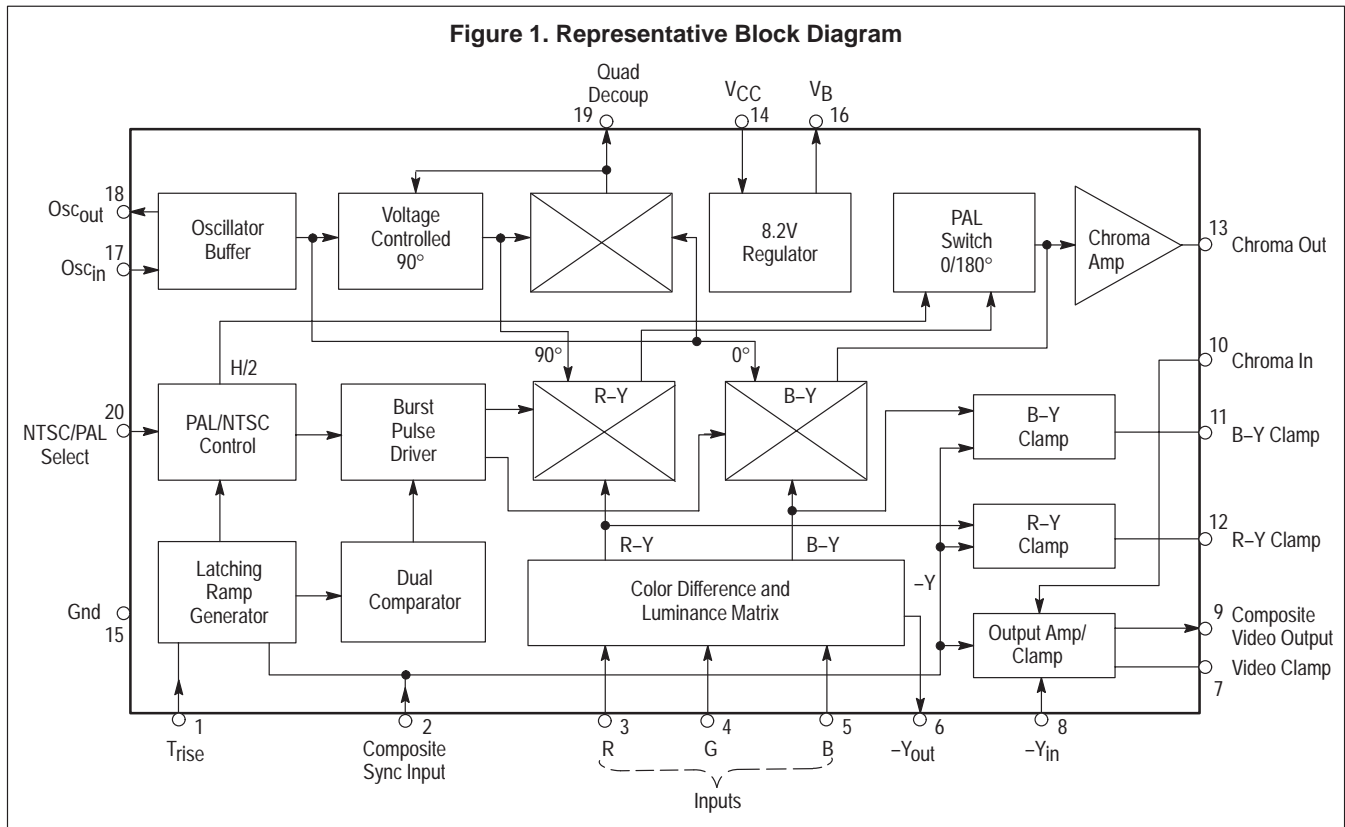 Figure 1. Representative Block Diagram
Quad
Decoup
19
VCC
14
VB
16
18
Oscout
17
Oscin
Oscillator
Buffer
Voltage
Controlled
90°
8.2V
Regulator
PAL
Switch
0/180°
Chroma
Amp
13
Chroma Out
H/2
90°
0°
10
Chroma In
20
NTSC/PAL
Select
PAL/NTSC
Control
Burst
Pulse
Driver
R–Y
B–Y
B–Y
Clamp
11
B–Y Clamp
R–Y
B–Y
R–Y
Clamp
12
R–Y Clamp
Gnd
15
Latching
Ramp
Generator
Dual
Comparator
Color Difference and
Luminance Matrix
–Y
Output Amp/
Clamp
9
Composite
Video Output
Video Clamp
7
1
Trise
2
Composite
Sync Input
3
R
4
G
5
B
6
–Yout
8
–Yin
Inputs